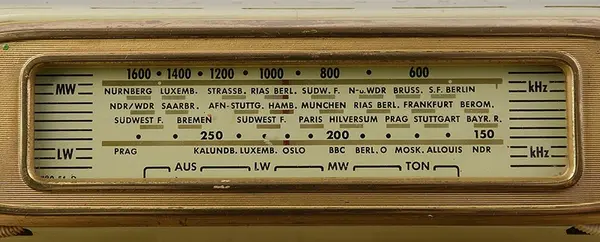 1600 • 1400 • 1200 • 1000 • 800 • 600
MW NÜRNBERG LUXEMB. STRASSB. RIAS BERL. SÜDW. F. N-u.WDR BRÜSS. S.F. BERLIN kHz
NDR/WDR SAARBR. AFN-STUTTG. HAMB. MÜNCHEN RIAS BERL. FRANKFURT BEROM.
SÜDWEST F. BREMEN SÜDWEST F. PARIS HILVERSUM PRAG STUTTGART BAYR. R.
250 200 150
LW PRAG KALUNDB. LUXEMB. OSLO BBC BERL. O MOSK. ALLOUIS NDR kHz
AUS LW MW TON